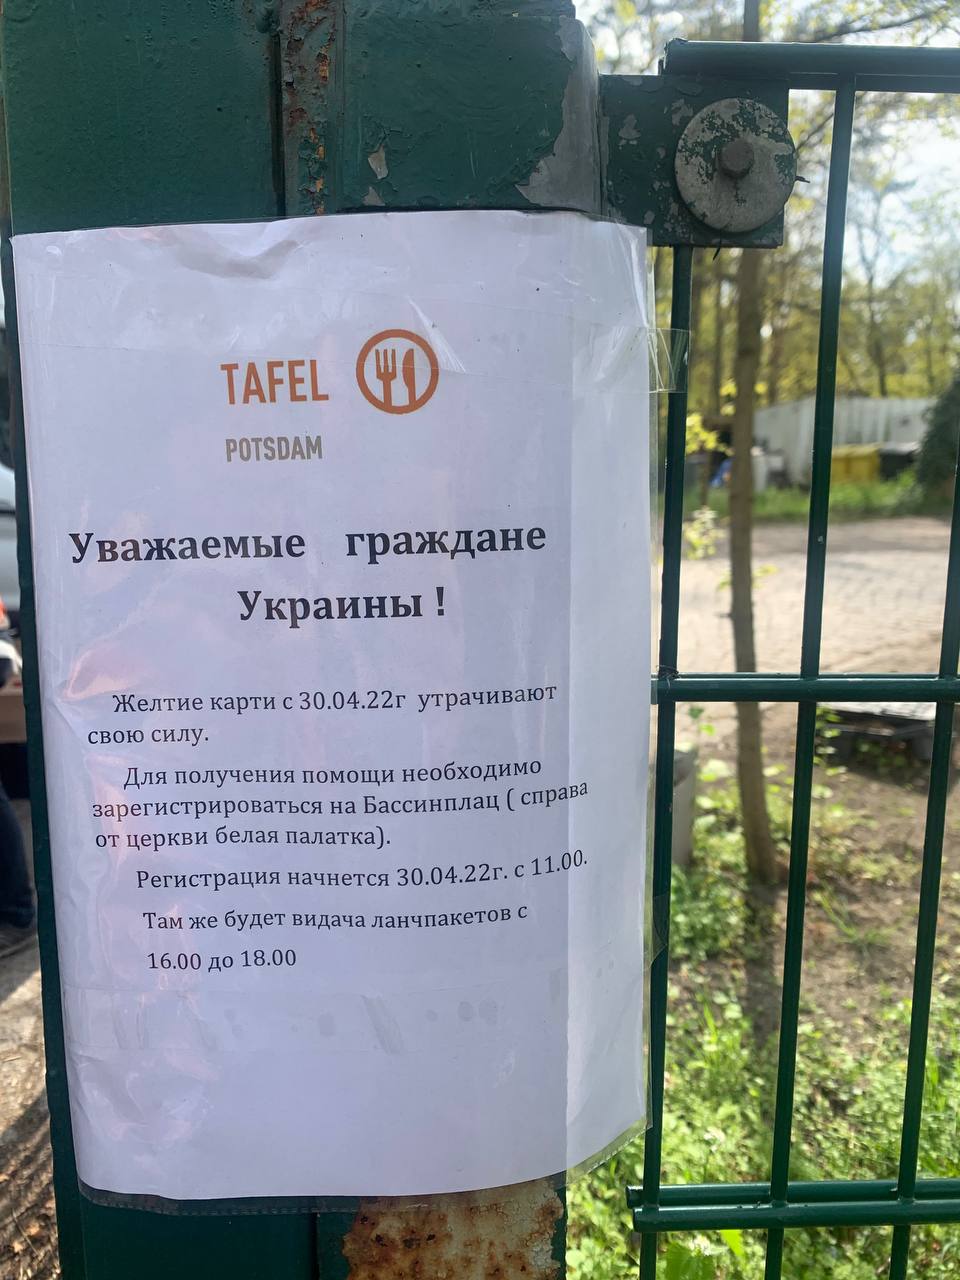 TAFEL
POTSDAM
Уважаемые граждане
Украины !
Желтие карти с 30.04.22г утрачивают
свою силу.
Для получения помощи необходимо
зарегистрироваться на Бассинплац ( справа
от церкви белая палатка).
Регистрация начнется 30.04.22г. с 11.00.
Там же будет видача ланчпакетов с
16.00 до 18.00